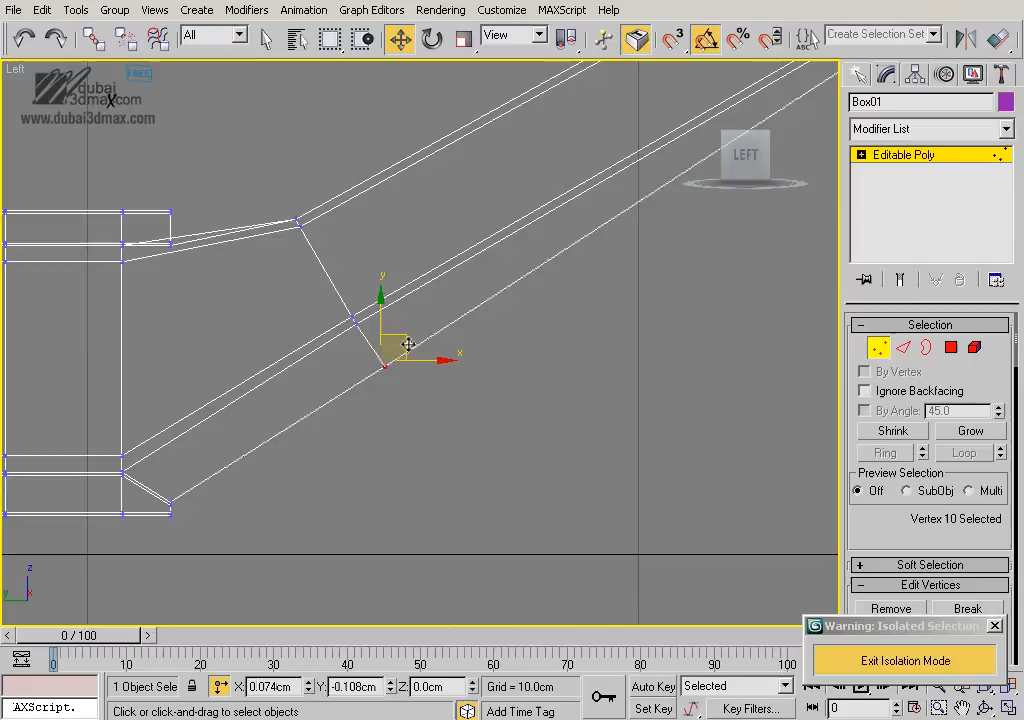 File Edit Tools Group Views Create Modifiers Animation Graph Editors Rendering Customize MAXScript Help
All View 3 % ABC Create Selection Set
Left
FREE
dubai
3dmax.com
www.dubai3dmax.com
LEFT
Box01
Modifier List
Editable Poly
y
x
Selection
By Vertex
Ignore Backfacing
By Angle: 45.0
Shrink Grow
Ring Loop
Preview Selection
Off SubObj Multi
Vertex 10 Selected
Soft Selection
Edit Vertices
Remove Break
z
y x
Warning: Isolated Selection
Exit Isolation Mode
0 / 100
0 10 20 30 40 50 60 70 80 90 100
1 Object Sele X: 0.074cm Y: -0.108cm Z: 0.0cm Grid = 10.0cm Auto Key Selected
'AXScript. Click or click-and-drag to select objects Add Time Tag Set Key Key Filters... 0